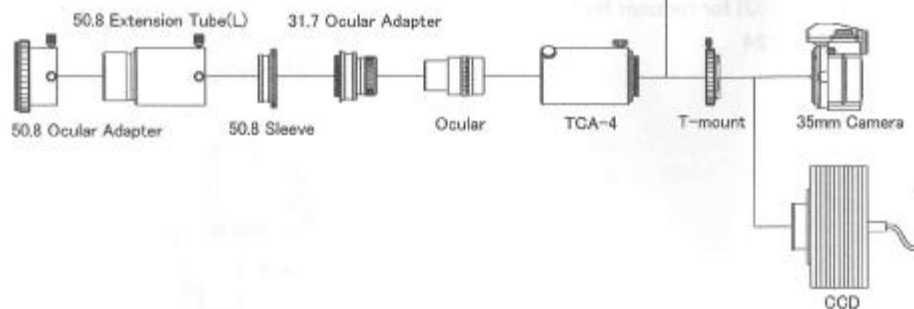 50.8 Extension Tube(L)
31.7 Ocular Adapter
50.8 Ocular Adapter
50.8 Sleeve
Ocular
TCA-4
T-mount
35mm Camera
CCD